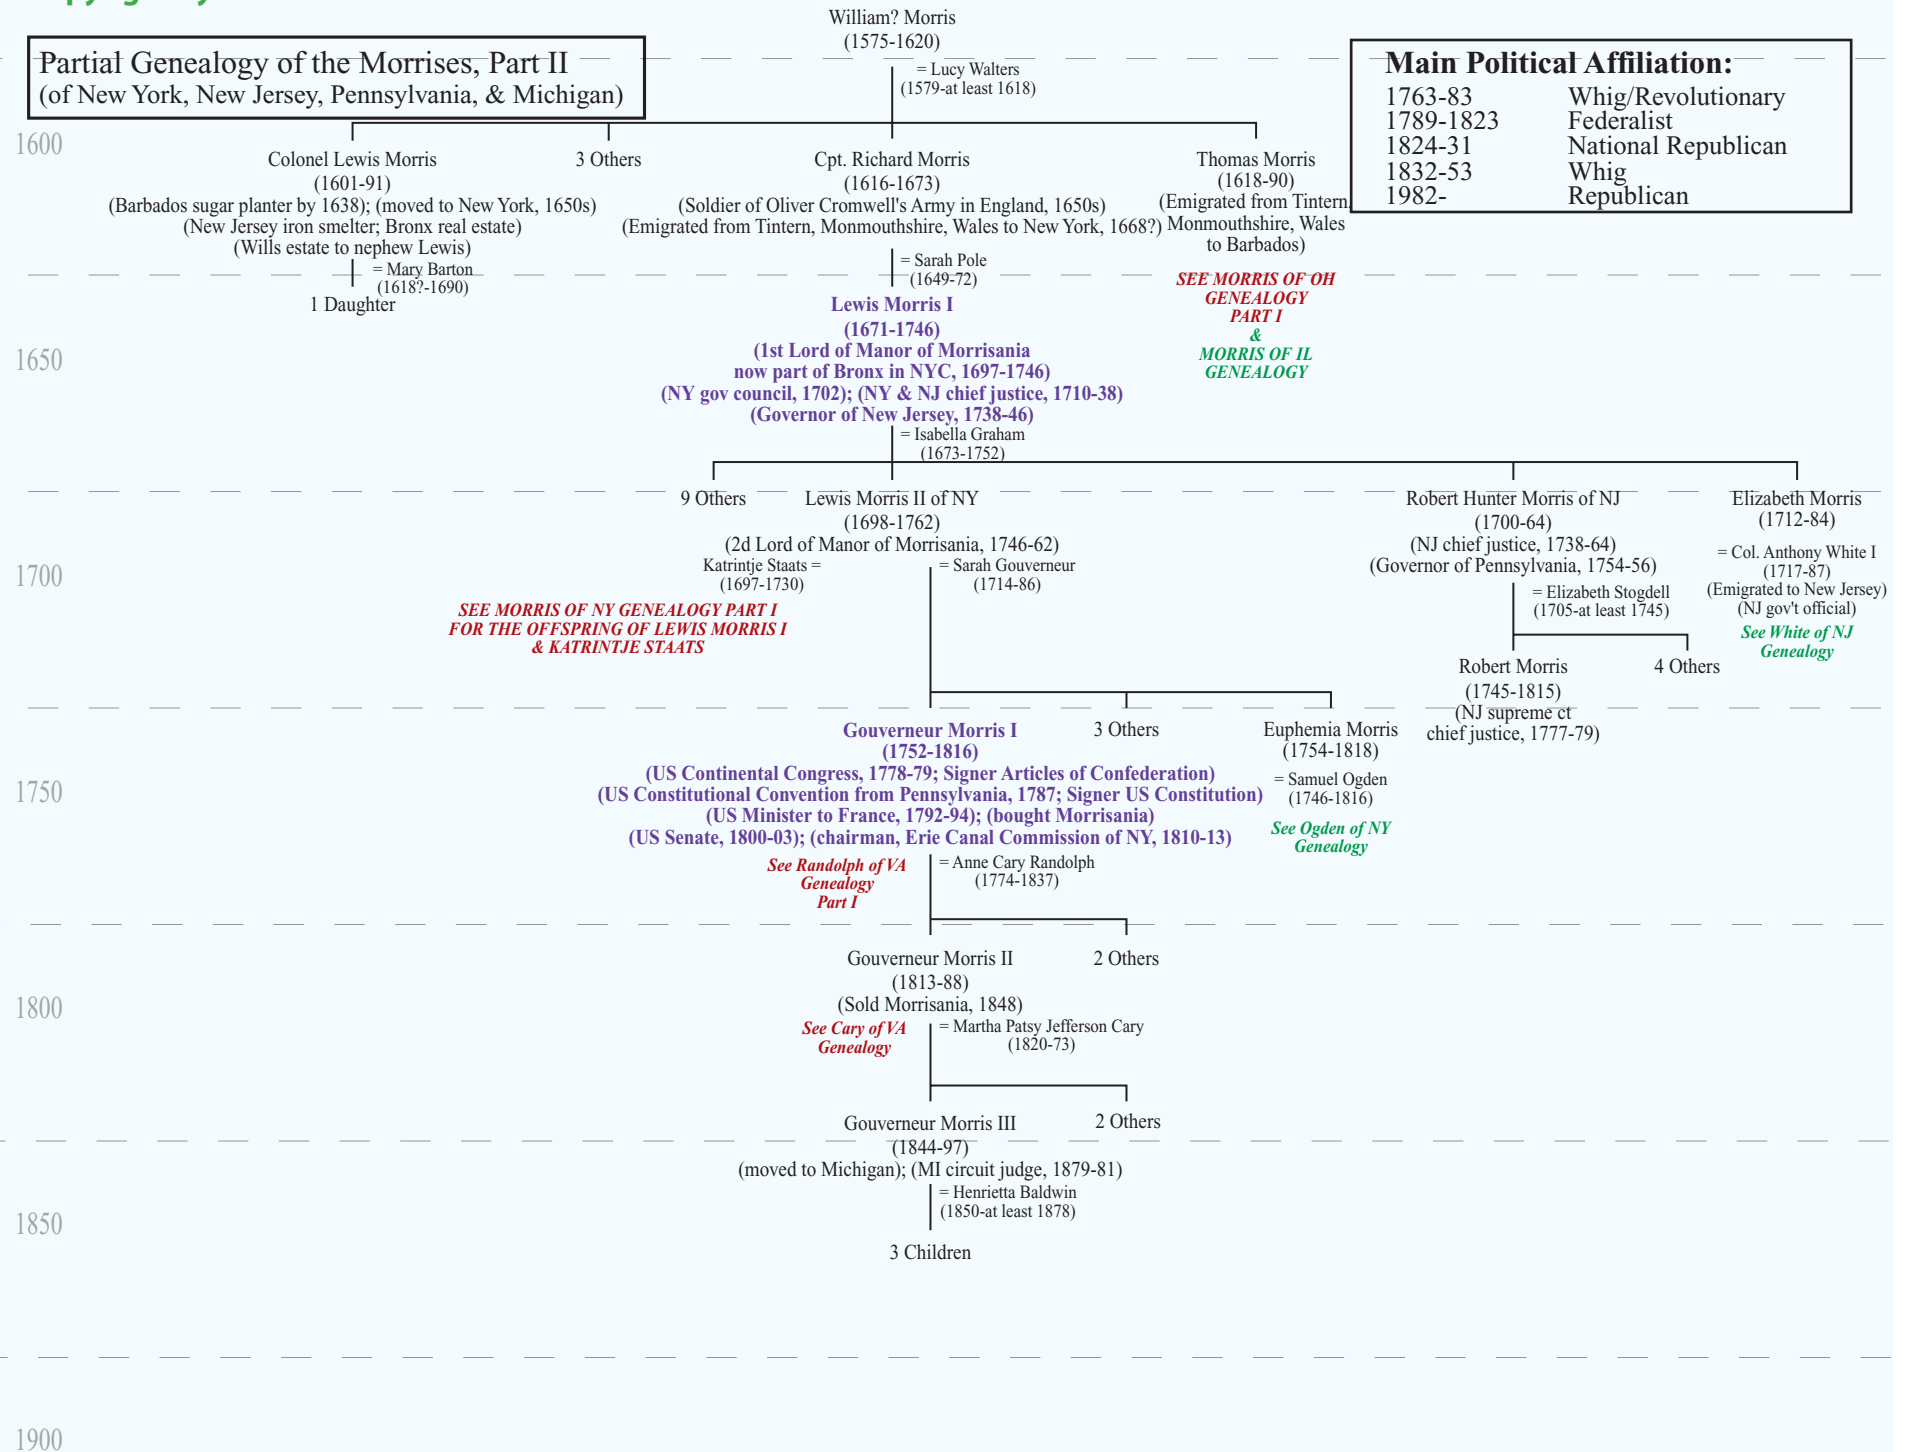 William? Morris
(1575-1620)
= Lucy Walters
(1579-at least 1618)
Partial Genealogy of the Morrises, Part II
(of New York, New Jersey, Pennsylvania, & Michigan)
Main Political Affiliation:
1763-83 Whig/Revolutionary
1789-1823 Federalist
1824-31 National Republican
1832-53 Whig
1982- Republican
1600
Colonel Lewis Morris
(1601-91)
(Barbados sugar planter by 1638); (moved to New York, 1650s)
(New Jersey iron smelter; Bronx real estate)
(Wills estate to nephew Lewis)
= Mary Barton
(1618?-1690)
1 Daughter
3 Others
Cpt. Richard Morris
(1616-1673)
(Soldier of Oliver Cromwell's Army in England, 1650s)
(Emigrated from Tintern, Monmouthshire, Wales to New York, 1668?)
= Sarah Pole
(1649-72)
Thomas Morris
(1618-90)
(Emigrated from Tintern,
Monmouthshire, Wales
to Barbados)
SEE MORRIS OF OH
GENEALOGY
PART I
&
MORRIS OF IL
GENEALOGY
1650
Lewis Morris I
(1671-1746)
(1st Lord of Manor of Morrisania
now part of Bronx in NYC, 1697-1746)
(NY gov council, 1702); (NY & NJ chief justice, 1710-38)
(Governor of New Jersey, 1738-46)
= Isabella Graham
(1673-1752)
9 Others
Lewis Morris II of NY
(1698-1762)
(2d Lord of Manor of Morrisania, 1746-62)
Katrintje Staats =
(1697-1730)
= Sarah Gouverneur
(1714-86)
SEE MORRIS OF NY GENEALOGY PART I
FOR THE OFFSPRING OF LEWIS MORRIS I
& KATRINTJE STAATS
Robert Hunter Morris of NJ
(1700-64)
(NJ chief justice, 1738-64)
(Governor of Pennsylvania, 1754-56)
= Elizabeth Stogdell
(1705-at least 1745)
Elizabeth Morris
(1712-84)
= Col. Anthony White I
(1717-87)
(Emigrated to New Jersey)
(NJ gov't official)
See White of NJ
Genealogy
1700
Robert Morris
(1745-1815)
(NJ supreme ct
chief justice, 1777-79)
4 Others
Gouverneur Morris I
(1752-1816)
(US Continental Congress, 1778-79; Signer Articles of Confederation)
(US Constitutional Convention from Pennsylvania, 1787; Signer US Constitution)
(US Minister to France, 1792-94); (bought Morrisania)
(US Senate, 1800-03); (chairman, Erie Canal Commission of NY, 1810-13)
3 Others
Euphemia Morris
(1754-1818)
= Samuel Ogden
(1746-1816)
See Ogden of NY
Genealogy
1750
See Randolph of VA
Genealogy
Part I
= Anne Cary Randolph
(1774-1837)
Gouverneur Morris II
(1813-88)
(Sold Morrisania, 1848)
2 Others
1800
See Cary of VA
Genealogy
= Martha Patsy Jefferson Cary
(1820-73)
Gouverneur Morris III
(1844-97)
(moved to Michigan); (MI circuit judge, 1879-81)
2 Others
= Henrietta Baldwin
(1850-at least 1878)
1850
3 Children
1900